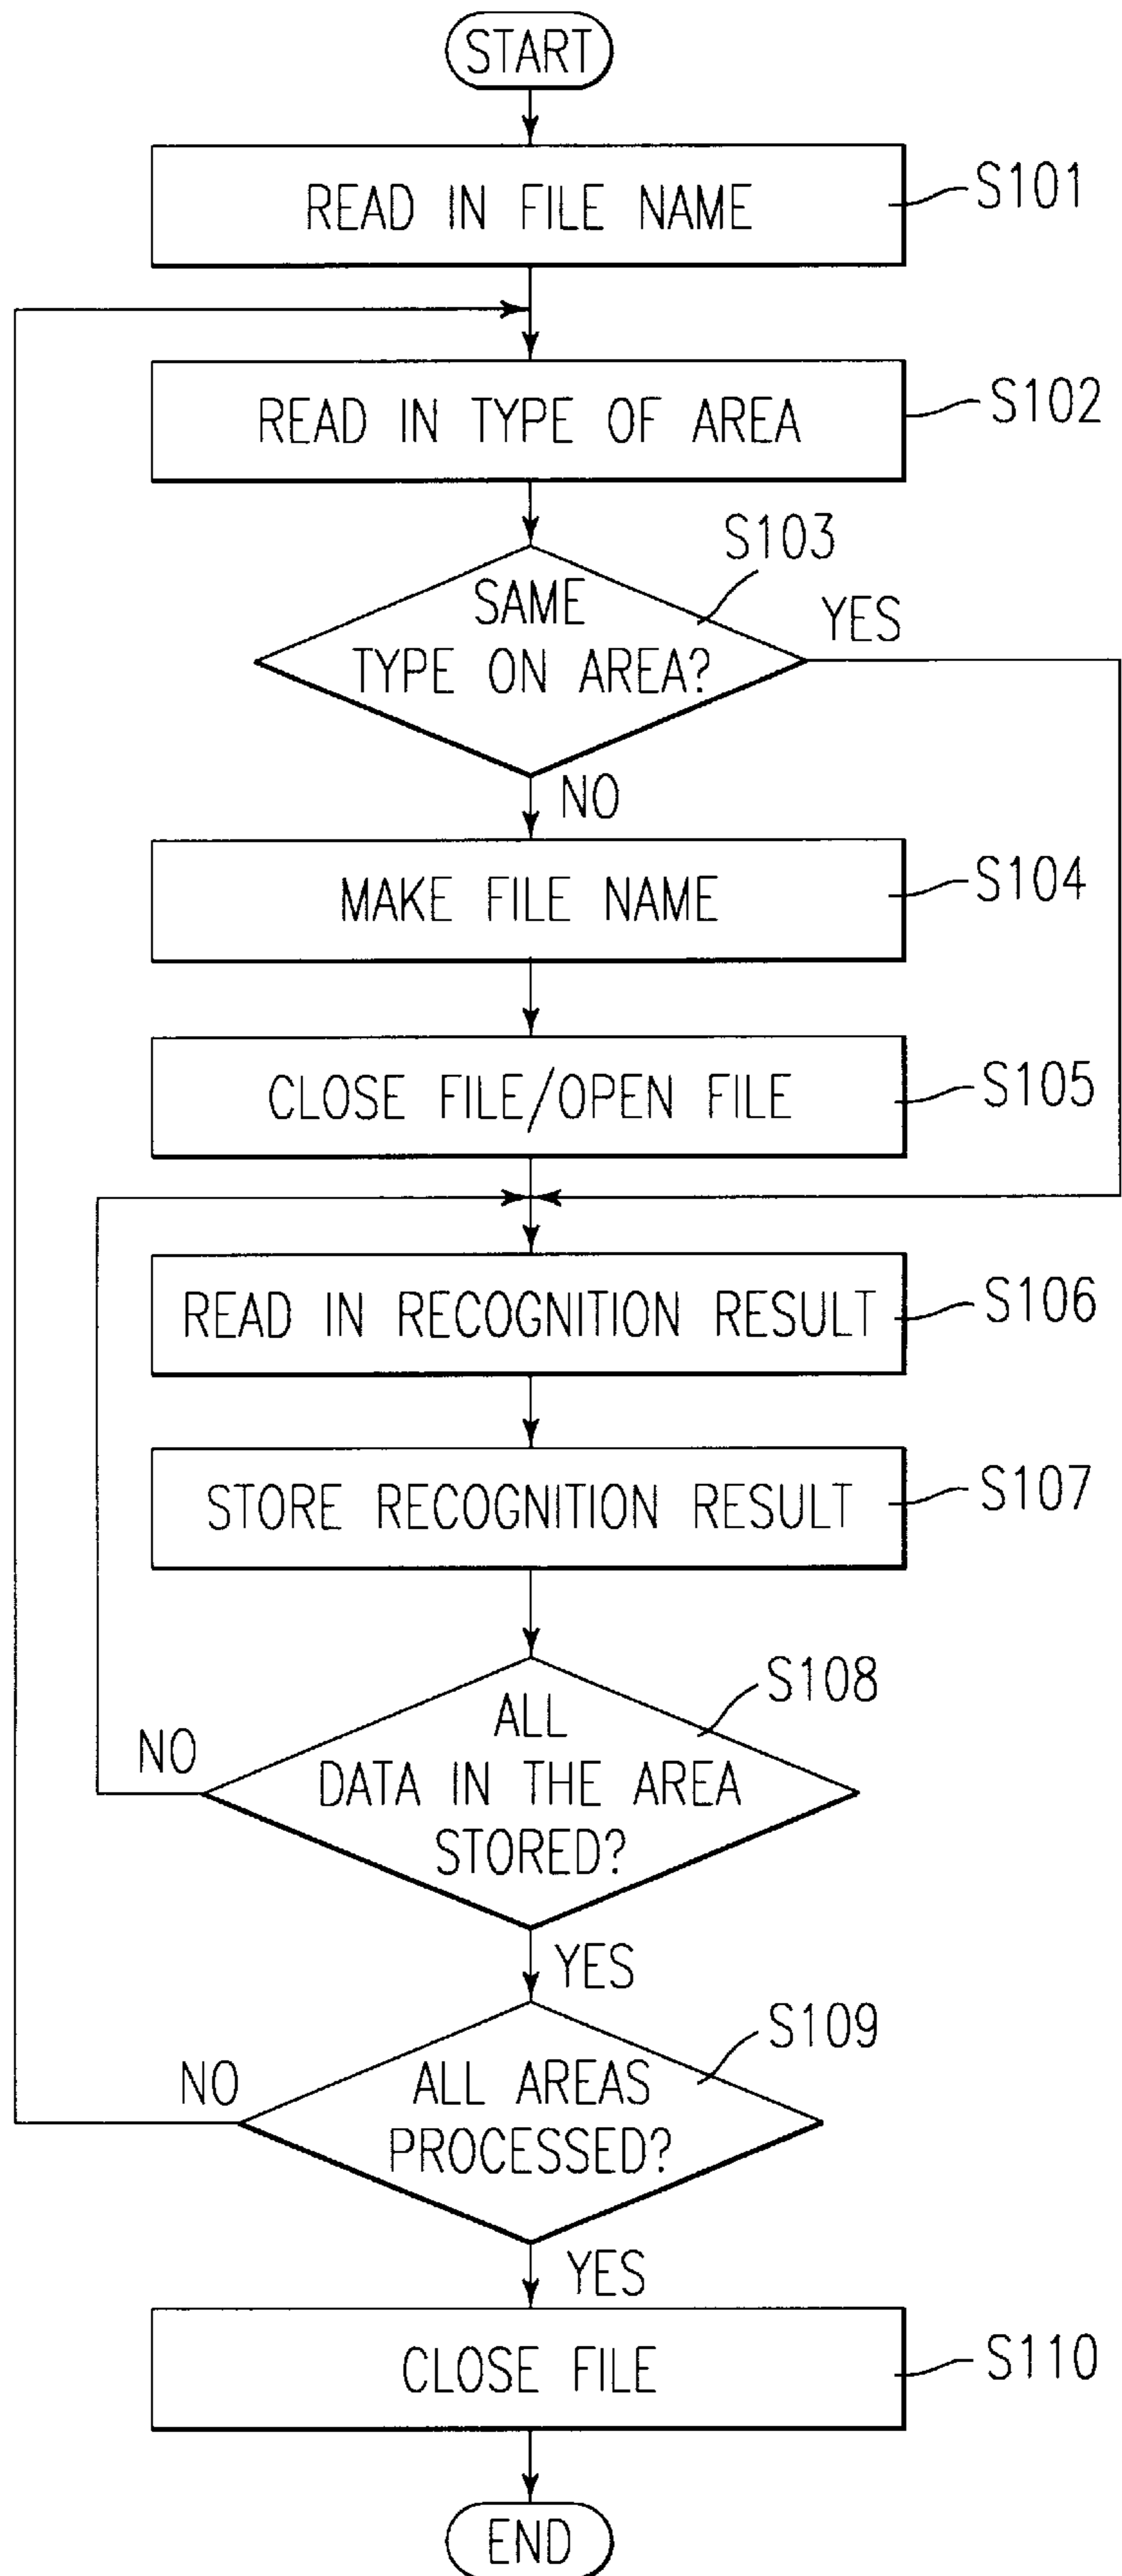 START
READ IN FILE NAME
S101
READ IN TYPE OF AREA
S102
S103
SAME
TYPE ON AREA?
YES
NO
MAKE FILE NAME
S104
CLOSE FILE/OPEN FILE
S105
READ IN RECOGNITION RESULT
S106
STORE RECOGNITION RESULT
S107
S108
ALL
DATA IN THE AREA
STORED?
NO
YES
S109
ALL AREAS
PROCESSED?
NO
YES
CLOSE FILE
S110
END